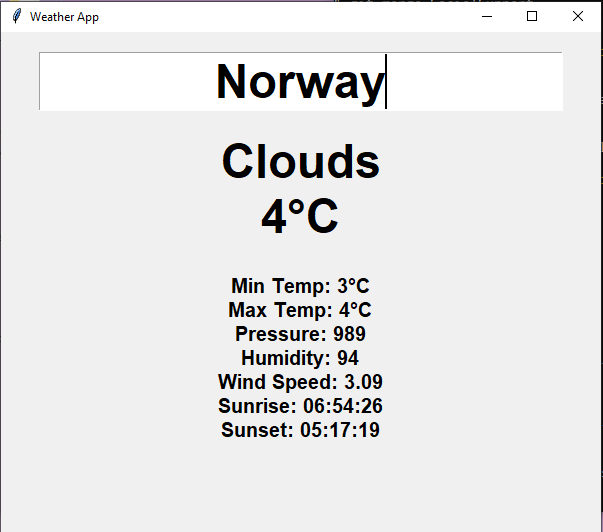 Weather App
Norway
Clouds
4°C
Min Temp: 3°C
Max Temp: 4°C
Pressure: 989
Humidity: 94
Wind Speed: 3.09
Sunrise: 06:54:26
Sunset: 05:17:19